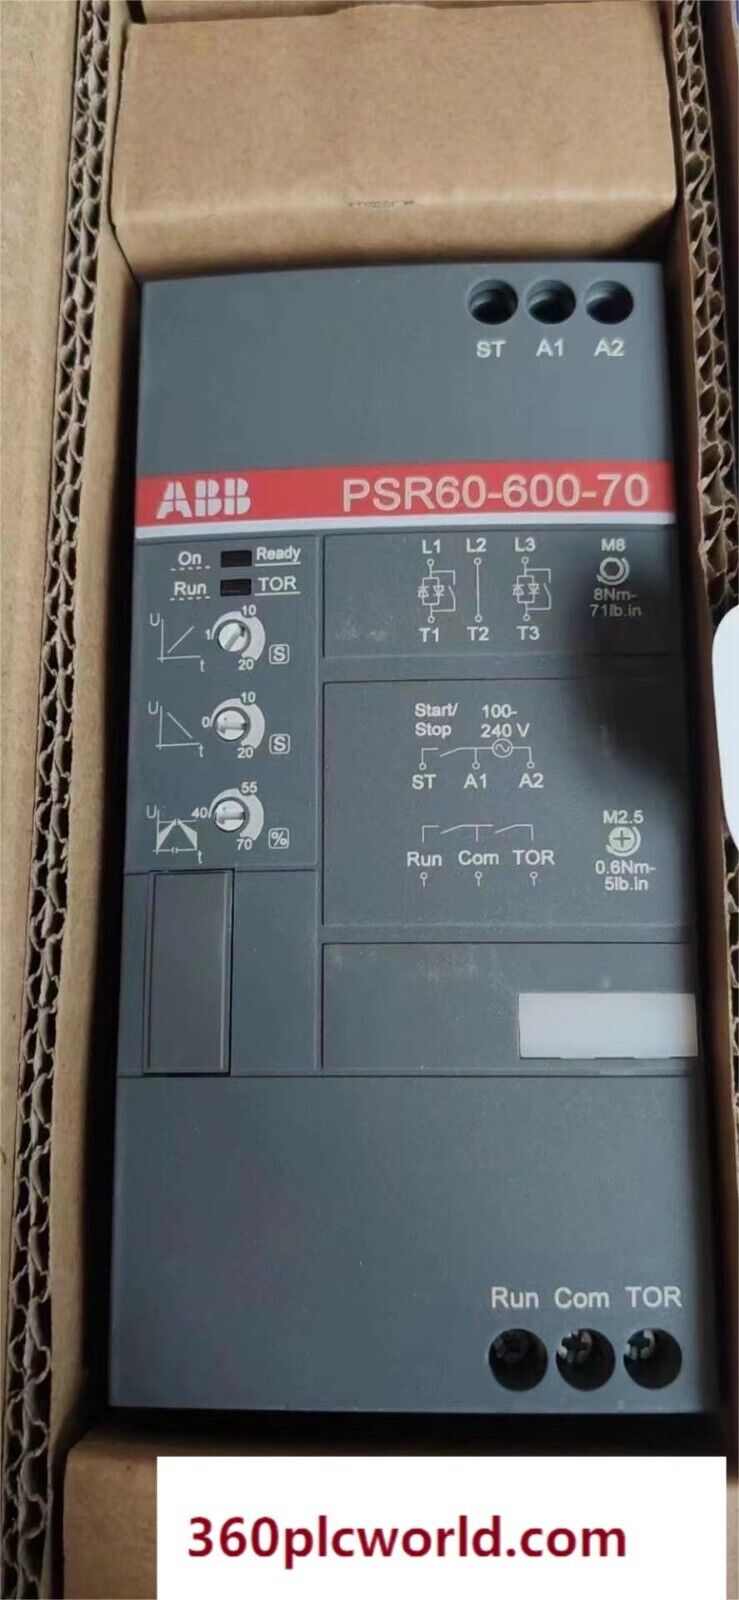 ST A1 A2
ABB PSR60-600-70
On Ready
Run TOR
U 1 10 20 t S
U 0 10 20 t S
U 40 55 70 t %
L1 L2 L3
T1 T2 T3
M8
8Nm-
71lb.in
Start/ 100-
Stop 240 V
ST A1 A2
Run Com TOR
M2.5
0.6Nm-
5lb.in
Run Com TOR
360plcworld.com